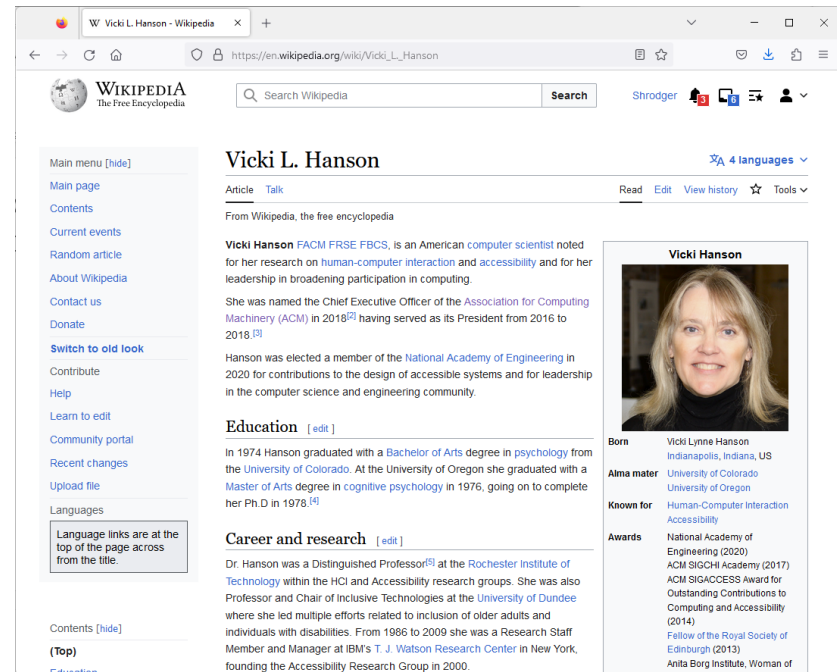 Vicki L. Hanson - Wikipedia
https://en.wikipedia.org/wiki/Vicki_L._Hanson
WIKIPEDIA
The Free Encyclopedia
Search Wikipedia
Search
Shrodger
3
6
Main menu [hide]
Main page
Contents
Current events
Random article
About Wikipedia
Contact us
Donate
Switch to old look
Contribute
Help
Learn to edit
Community portal
Recent changes
Upload file
Languages
Language links are at the
top of the page across
from the title.
Contents [hide]
(Top)
Education
Vicki L. Hanson
4 languages
Article Talk
Read Edit View history Tools
From Wikipedia, the free encyclopedia
Vicki Hanson FACM FRSE FBCS, is an American computer scientist noted
for her research on human-computer interaction and accessibility and for her
leadership in broadening participation in computing.
She was named the Chief Executive Officer of the Association for Computing
Machinery (ACM) in 2018[2] having served as its President from 2016 to
2018.[3]
Hanson was elected a member of the National Academy of Engineering in
2020 for contributions to the design of accessible systems and for leadership
in the computer science and engineering community.
Education [ edit ]
In 1974 Hanson graduated with a Bachelor of Arts degree in psychology from
the University of Colorado. At the University of Oregon she graduated with a
Master of Arts degree in cognitive psychology in 1976, going on to complete
her Ph.D in 1978.[4]
Career and research [ edit ]
Dr. Hanson was a Distinguished Professor[5] at the Rochester Institute of
Technology within the HCI and Accessibility research groups. She was also
Professor and Chair of Inclusive Technologies at the University of Dundee
where she led multiple efforts related to inclusion of older adults and
individuals with disabilities. From 1986 to 2009 she was a Research Staff
Member and Manager at IBM's T. J. Watson Research Center in New York,
founding the Accessibility Research Group in 2000.
Vicki Hanson
Born Vicki Lynne Hanson
Indianapolis, Indiana, US
Alma mater University of Colorado
University of Oregon
Known for Human-Computer Interaction
Accessibility
Awards National Academy of
Engineering (2020)
ACM SIGCHI Academy (2017)
ACM SIGACCESS Award for
Outstanding Contributions to
Computing and Accessibility
(2014)
Fellow of the Royal Society of
Edinburgh (2013)
Anita Borg Institute, Woman of